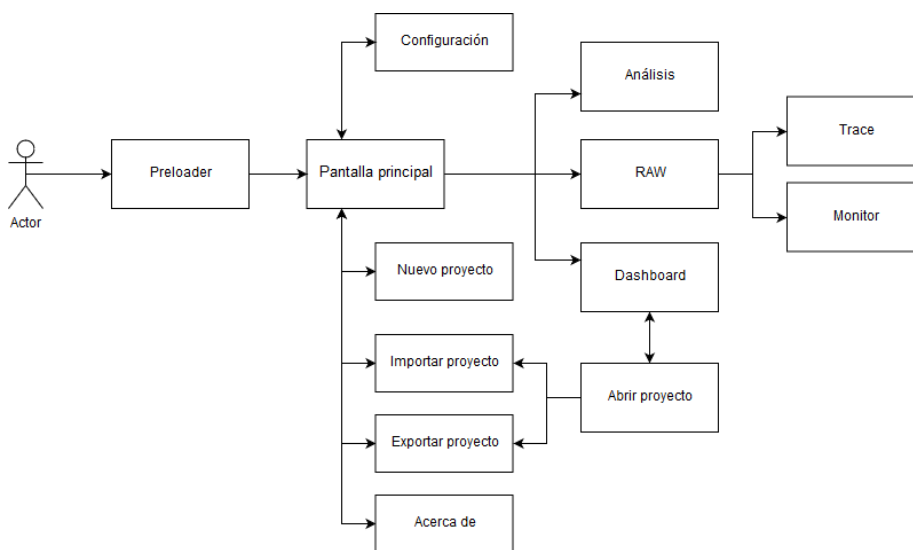 Configuración
Análisis
Trace
Actor
Preloader
Pantalla principal
RAW
Monitor
Nuevo proyecto
Dashboard
Importar proyecto
Abrir proyecto
Exportar proyecto
Acerca de